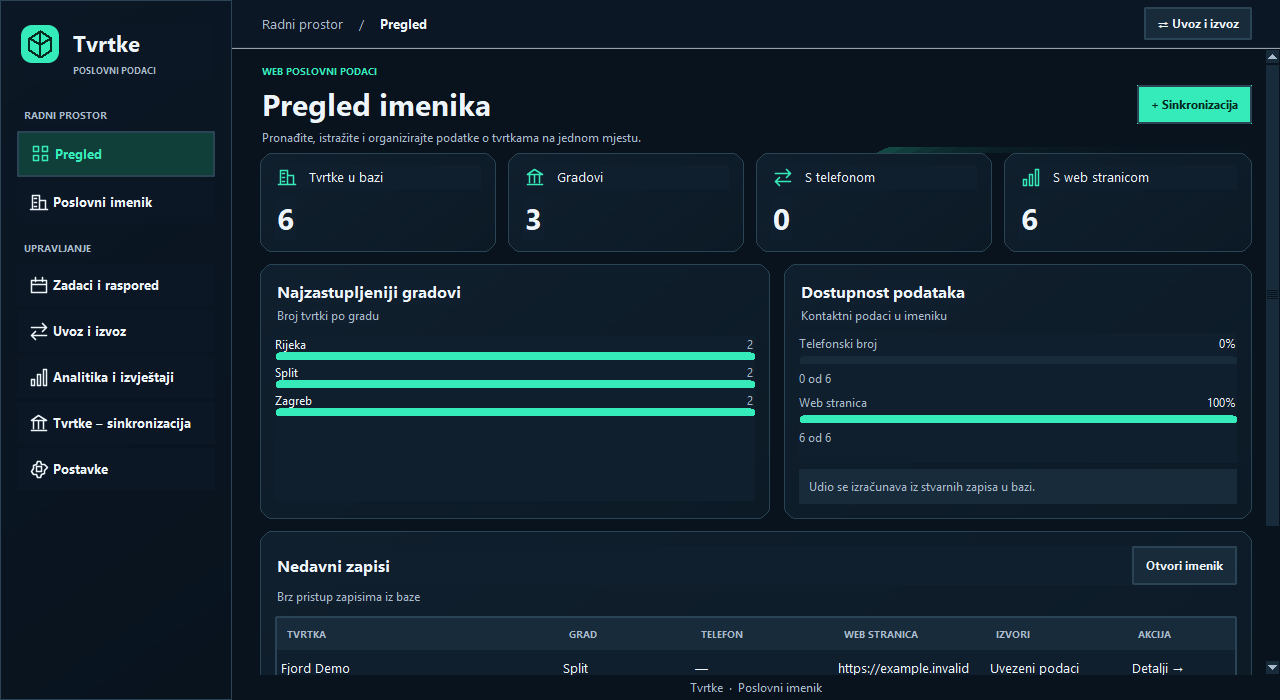 Tvrtke
POSLOVNI PODACI
RADNI PROSTOR
Pregled
Poslovni imenik
UPRAVLJANJE
Zadaci i raspored
Uvoz i izvoz
Analitika i izvještaji
Tvrtke – sinkronizacija
Postavke
Radni prostor / Pregled
⇄ Uvoz i izvoz
WEB POSLOVNI PODACI
Pregled imenika
Pronađite, istražite i organizirajte podatke o tvrtkama na jednom mjestu.
+ Sinkronizacija
Tvrtke u bazi
6
Gradovi
3
S telefonom
0
S web stranicom
6
Najzastupljeniji gradovi
Broj tvrtki po gradu
Rijeka 2
Split 2
Zagreb 2
Dostupnost podataka
Kontaktni podaci u imeniku
Telefonski broj 0%
0 od 6
Web stranica 100%
6 od 6
Udio se izračunava iz stvarnih zapisa u bazi.
Nedavni zapisi
Brz pristup zapisima iz baze
Otvori imenik
TVRTKA GRAD TELEFON WEB STRANICA IZVORI AKCIJA
Fjord Demo Split — https://example.invalid Uvezeni podaci Detalji →
Tvrtke · Poslovni imenik